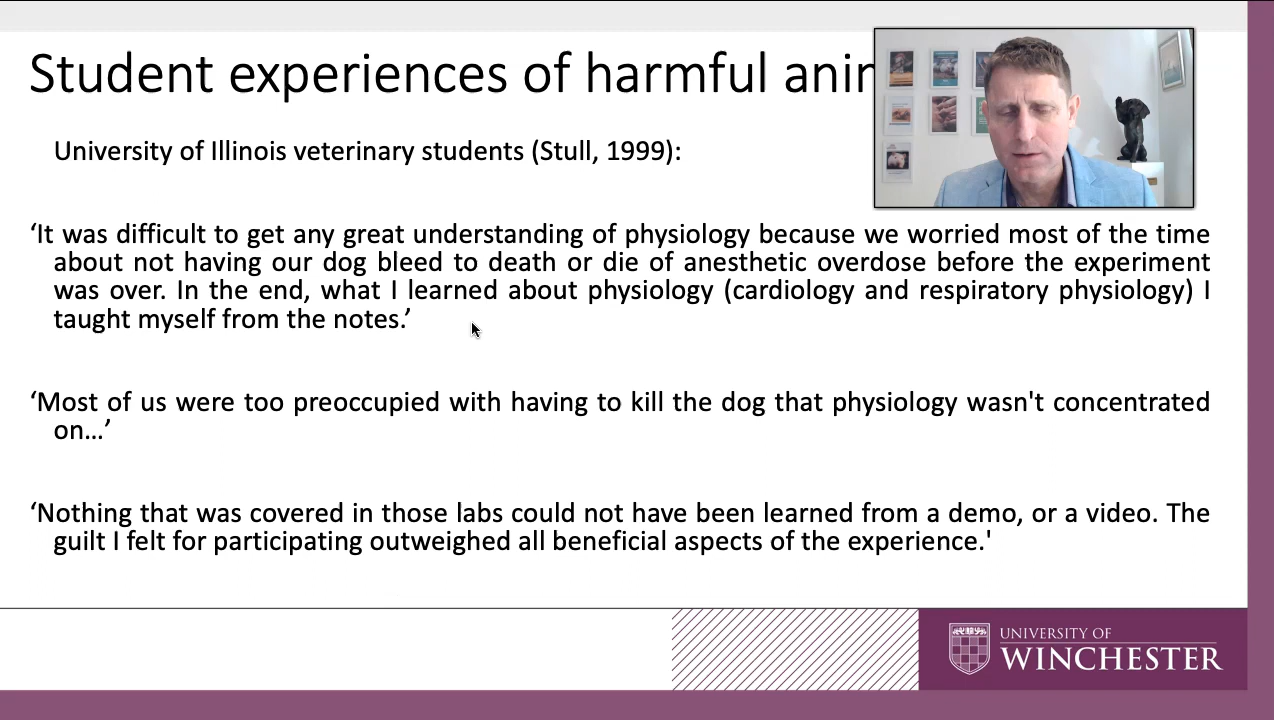 Student experiences of harmful
University of Illinois veterinary students (Stull, 1999):
‘It was difficult to get any great understanding of physiology because we worried most of the time
about not having our dog bleed to death or die of anesthetic overdose before the experiment
was over. In the end, what I learned about physiology (cardiology and respiratory physiology) I
taught myself from the notes.’
‘Most of us were too preoccupied with having to kill the dog that physiology wasn't concentrated
on…’
‘Nothing that was covered in those labs could not have been learned from a demo, or a video. The
guilt I felt for participating outweighed all beneficial aspects of the experience.'
UNIVERSITY OF
WINCHESTER